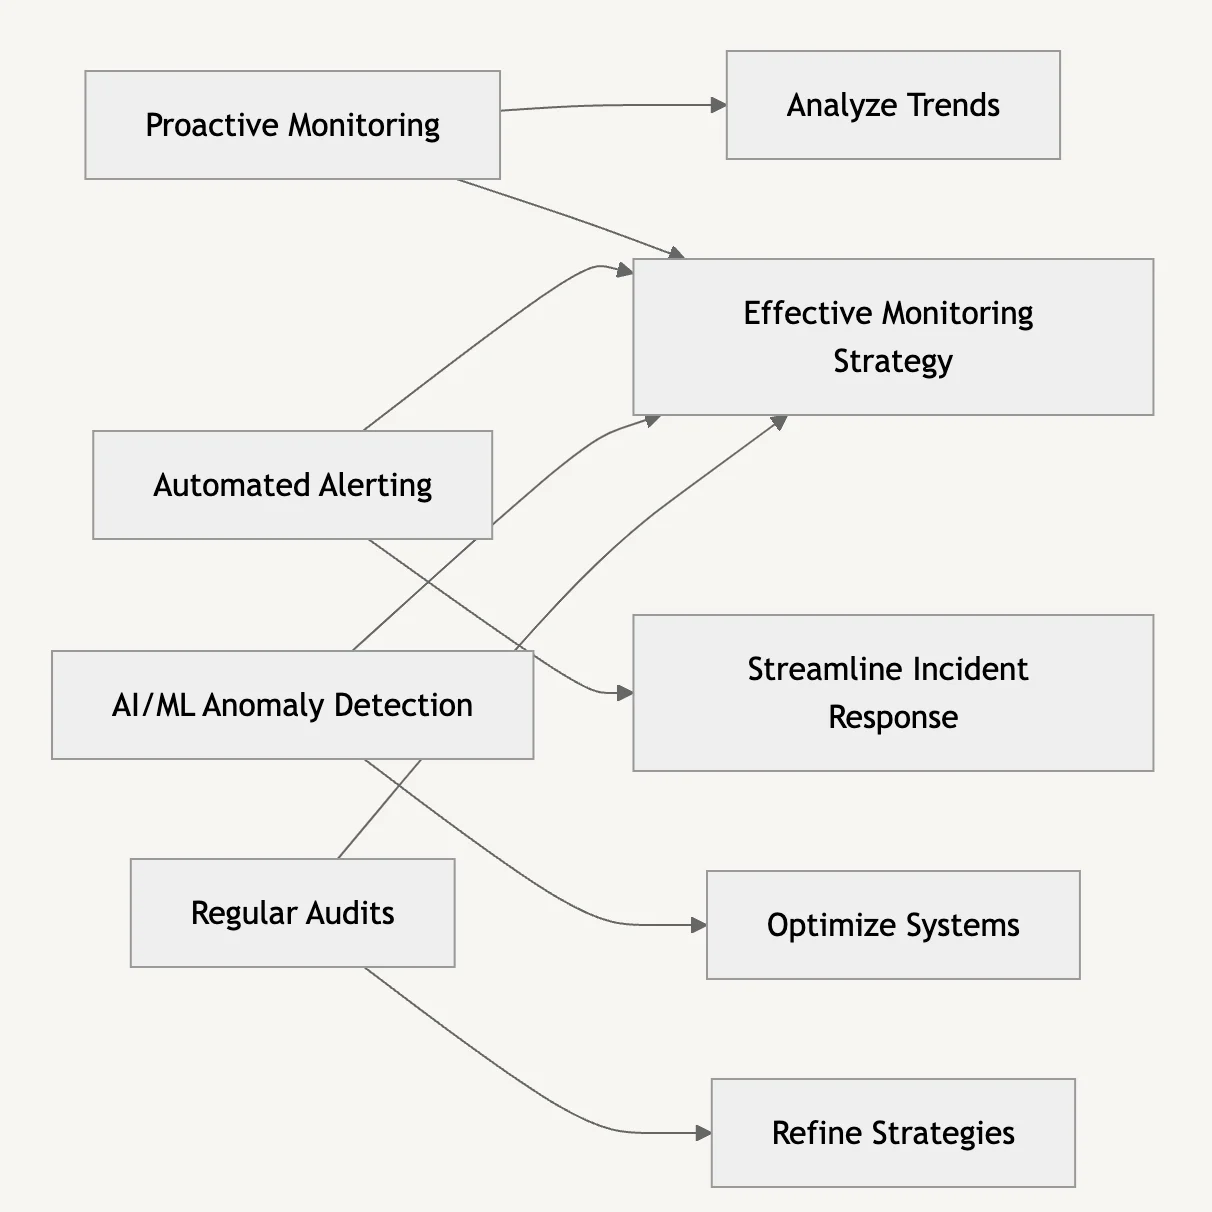 Proactive Monitoring
Analyze Trends
Effective Monitoring
Strategy
Automated Alerting
Streamline Incident
Response
AI/ML Anomaly Detection
Regular Audits
Optimize Systems
Refine Strategies